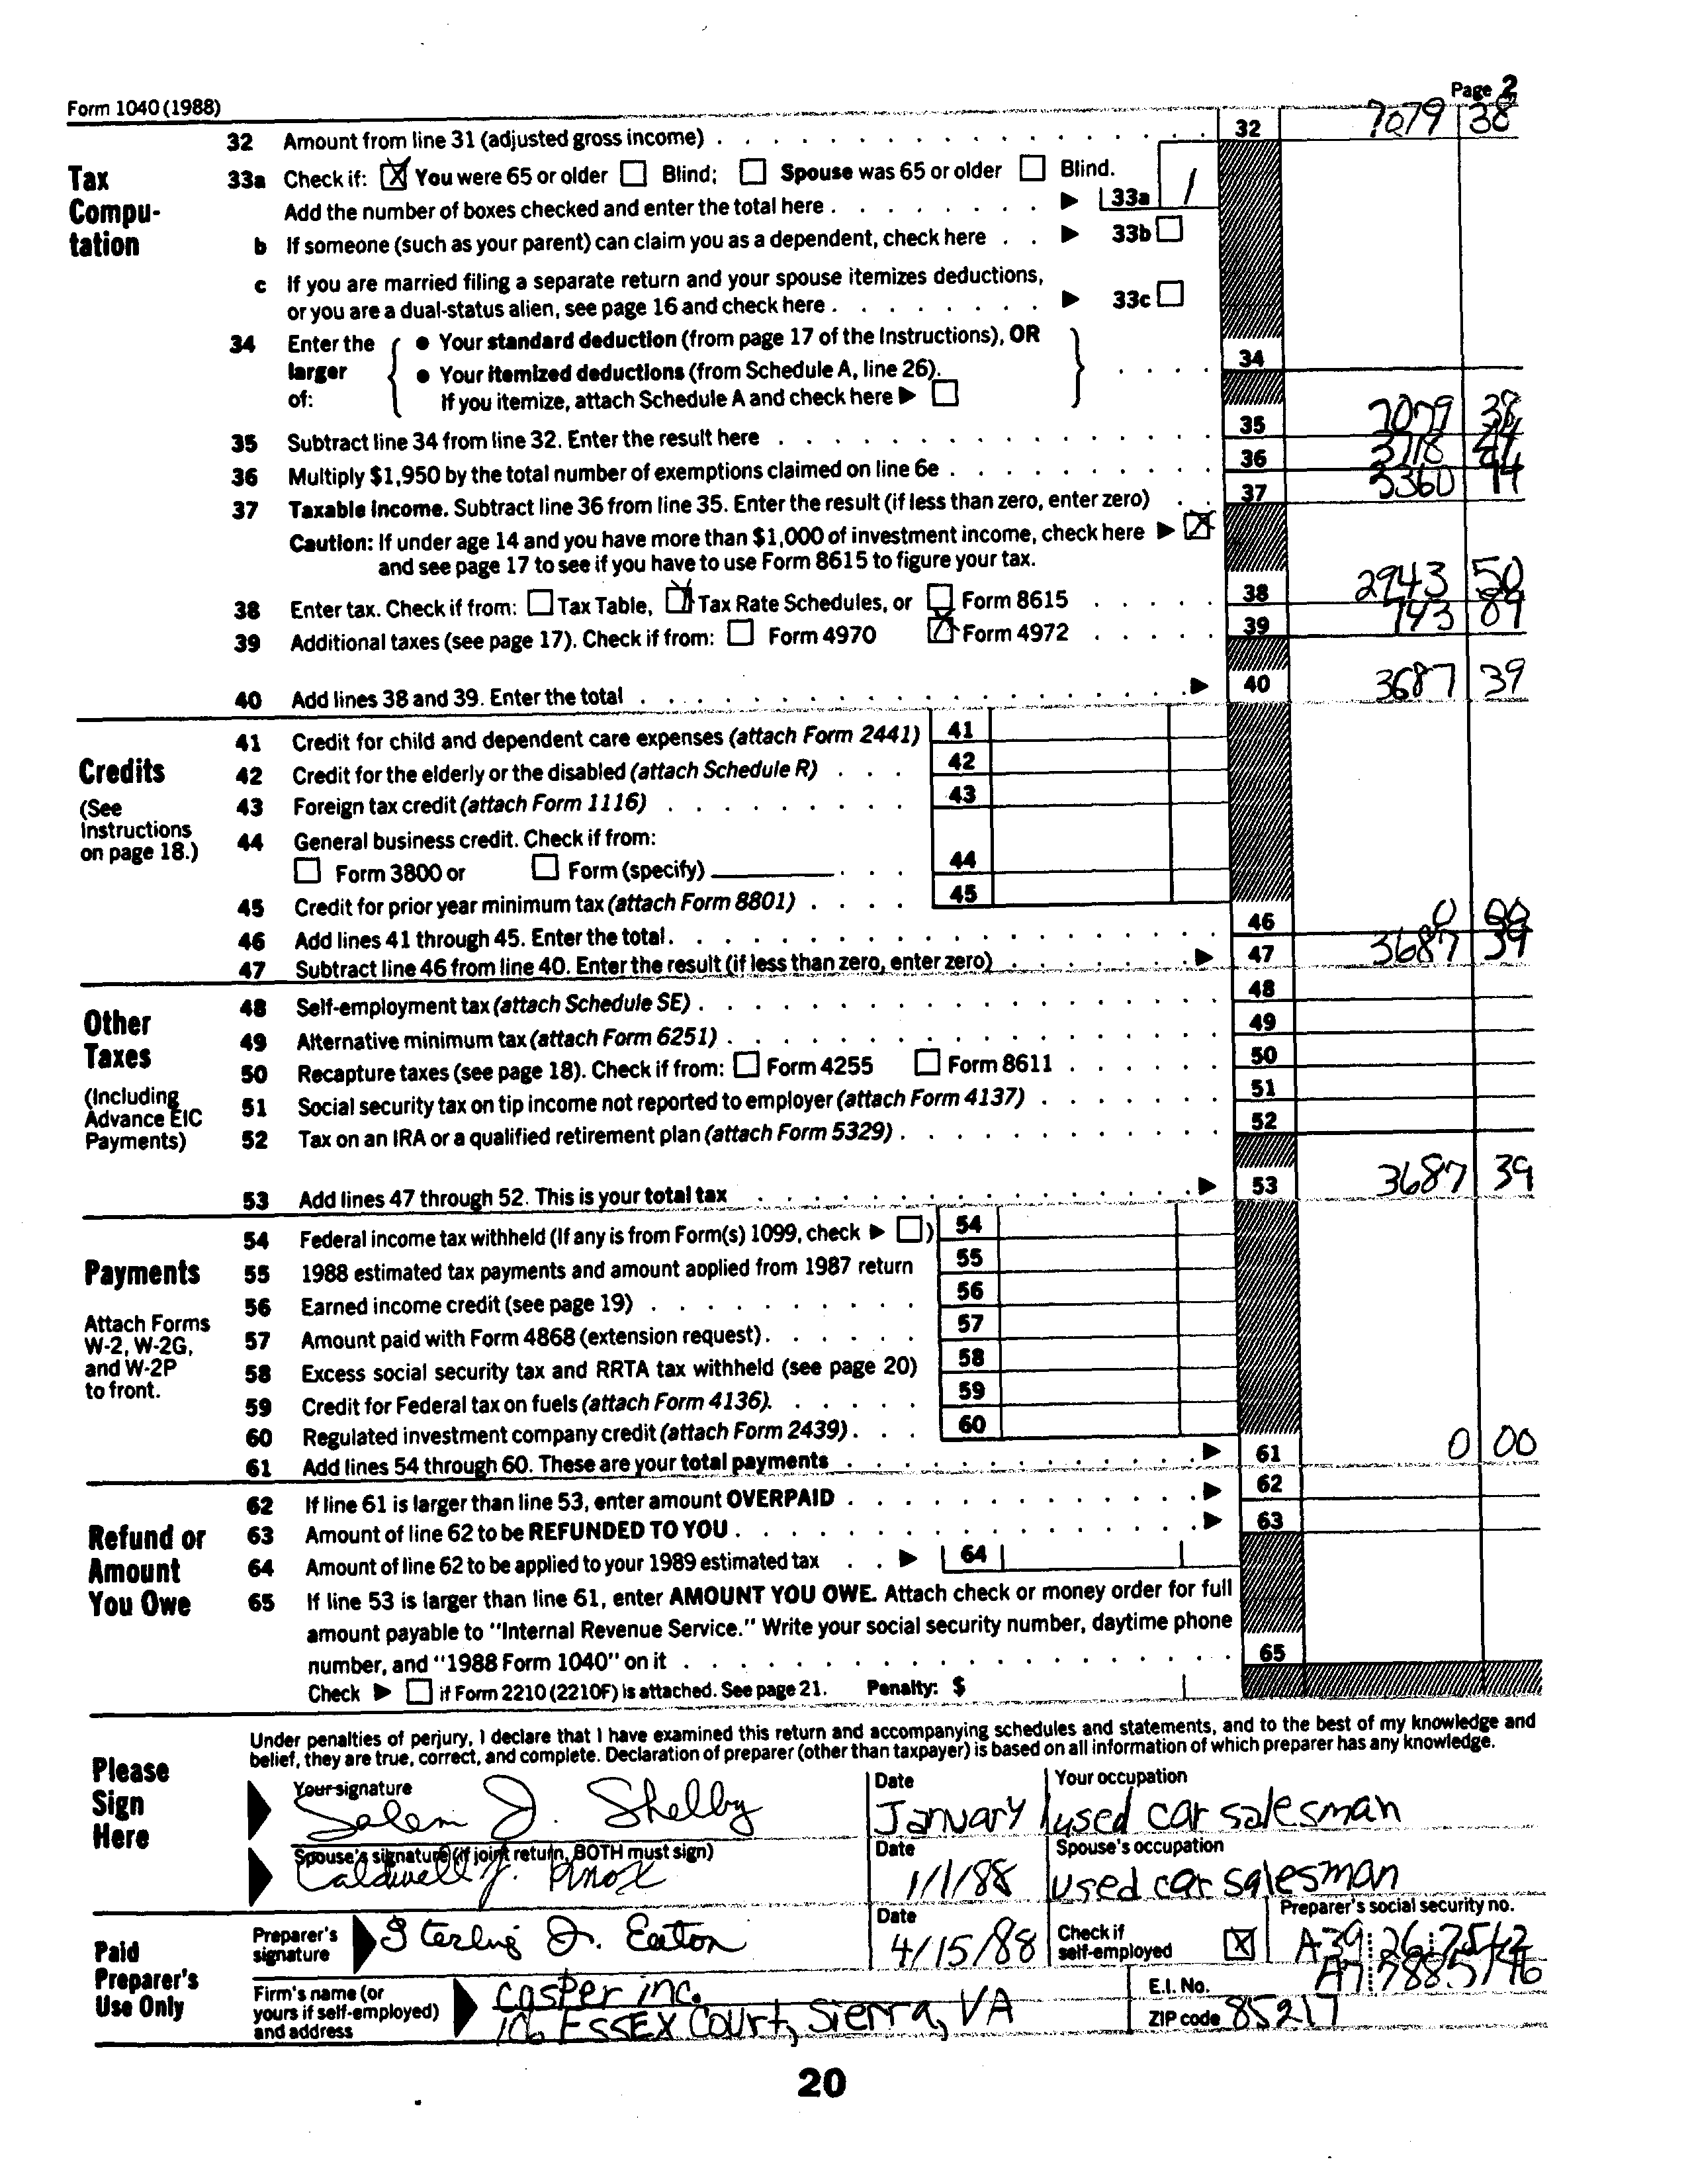 Form 1040 (1988) Page 2
32 Amount from line 31 (adjusted gross income) 32 7079 38
Tax Compu- tation
33a Check if: ☒ You were 65 or older ☐ Blind; ☐ Spouse was 65 or older ☐ Blind.
Add the number of boxes checked and enter the total here ▶ 33a 1
b If someone (such as your parent) can claim you as a dependent, check here ▶ 33b ☐
c If you are married filing a separate return and your spouse itemizes deductions,
or you are a dual-status alien, see page 16 and check here ▶ 33c ☐
34 Enter the larger of:
● Your standard deduction (from page 17 of the Instructions), OR
● Your itemized deductions (from Schedule A, line 26).
If you itemize, attach Schedule A and check here ▶ ☐
34
35 Subtract line 34 from line 32. Enter the result here 35 7079 38
36 Multiply $1,950 by the total number of exemptions claimed on line 6e 36 3718 44
37 Taxable income. Subtract line 36 from line 35. Enter the result (if less than zero, enter zero) 37 3360 94
Caution: If under age 14 and you have more than $1,000 of investment income, check here ▶ ☒
and see page 17 to see if you have to use Form 8615 to figure your tax.
38 Enter tax. Check if from: ☐ Tax Table, ☒ Tax Rate Schedules, or ☐ Form 8615 38 2943 50
39 Additional taxes (see page 17). Check if from: ☐ Form 4970 ☒ Form 4972 39 743 89
40 Add lines 38 and 39. Enter the total ▶ 40 3687 39
Credits
(See Instructions on page 18.)
41 Credit for child and dependent care expenses (attach Form 2441) 41
42 Credit for the elderly or the disabled (attach Schedule R) 42
43 Foreign tax credit (attach Form 1116) 43
44 General business credit. Check if from:
☐ Form 3800 or ☐ Form (specify) 44
45 Credit for prior year minimum tax (attach Form 8801) 45
46 Add lines 41 through 45. Enter the total 46 0 00
47 Subtract line 46 from line 40. Enter the result (if less than zero, enter zero) ▶ 47 3687 39
Other Taxes
(Including Advance EIC Payments)
48 Self-employment tax (attach Schedule SE) 48
49 Alternative minimum tax (attach Form 6251) 49
50 Recapture taxes (see page 18). Check if from: ☐ Form 4255 ☐ Form 8611 50
51 Social security tax on tip income not reported to employer (attach Form 4137) 51
52 Tax on an IRA or a qualified retirement plan (attach Form 5329) 52
53 Add lines 47 through 52. This is your total tax ▶ 53 3687 39
Payments
Attach Forms W-2, W-2G, and W-2P to front.
54 Federal income tax withheld (If any is from Form(s) 1099, check ▶ ☐) 54
55 1988 estimated tax payments and amount applied from 1987 return 55
56 Earned income credit (see page 19) 56
57 Amount paid with Form 4868 (extension request) 57
58 Excess social security tax and RRTA tax withheld (see page 20) 58
59 Credit for Federal tax on fuels (attach Form 4136) 59
60 Regulated investment company credit (attach Form 2439) 60
61 Add lines 54 through 60. These are your total payments ▶ 61 0 00
Refund or Amount You Owe
62 If line 61 is larger than line 53, enter amount OVERPAID ▶ 62
63 Amount of line 62 to be REFUNDED TO YOU ▶ 63
64 Amount of line 62 to be applied to your 1989 estimated tax ▶ 64
65 If line 53 is larger than line 61, enter AMOUNT YOU OWE. Attach check or money order for full
amount payable to "Internal Revenue Service." Write your social security number, daytime phone
number, and "1988 Form 1040" on it 65
Check ▶ ☐ if Form 2210 (2210F) is attached. See page 21. Penalty: $
Please Sign Here
Under penalties of perjury, I declare that I have examined this return and accompanying schedules and statements, and to the best of my knowledge and
belief, they are true, correct, and complete. Declaration of preparer (other than taxpayer) is based on all information of which preparer has any knowledge.
Your signature Date Your occupation
Salem J. Shelby January 1 used car salesman
Spouse's signature (if joint return, BOTH must sign) Date Spouse's occupation
Caldwell J. Knox 1/1/88 used car salesman
Paid Preparer's Use Only
Preparer's signature Sterling J. Eaton Date 4/15/88 Check if self-employed ☒ Preparer's social security no. A39 26 7542
Firm's name (or yours if self-employed) and address
Casper inc. E.I. No.
106 ESSEX Court, Sierra, VA ZIP code 85217
20